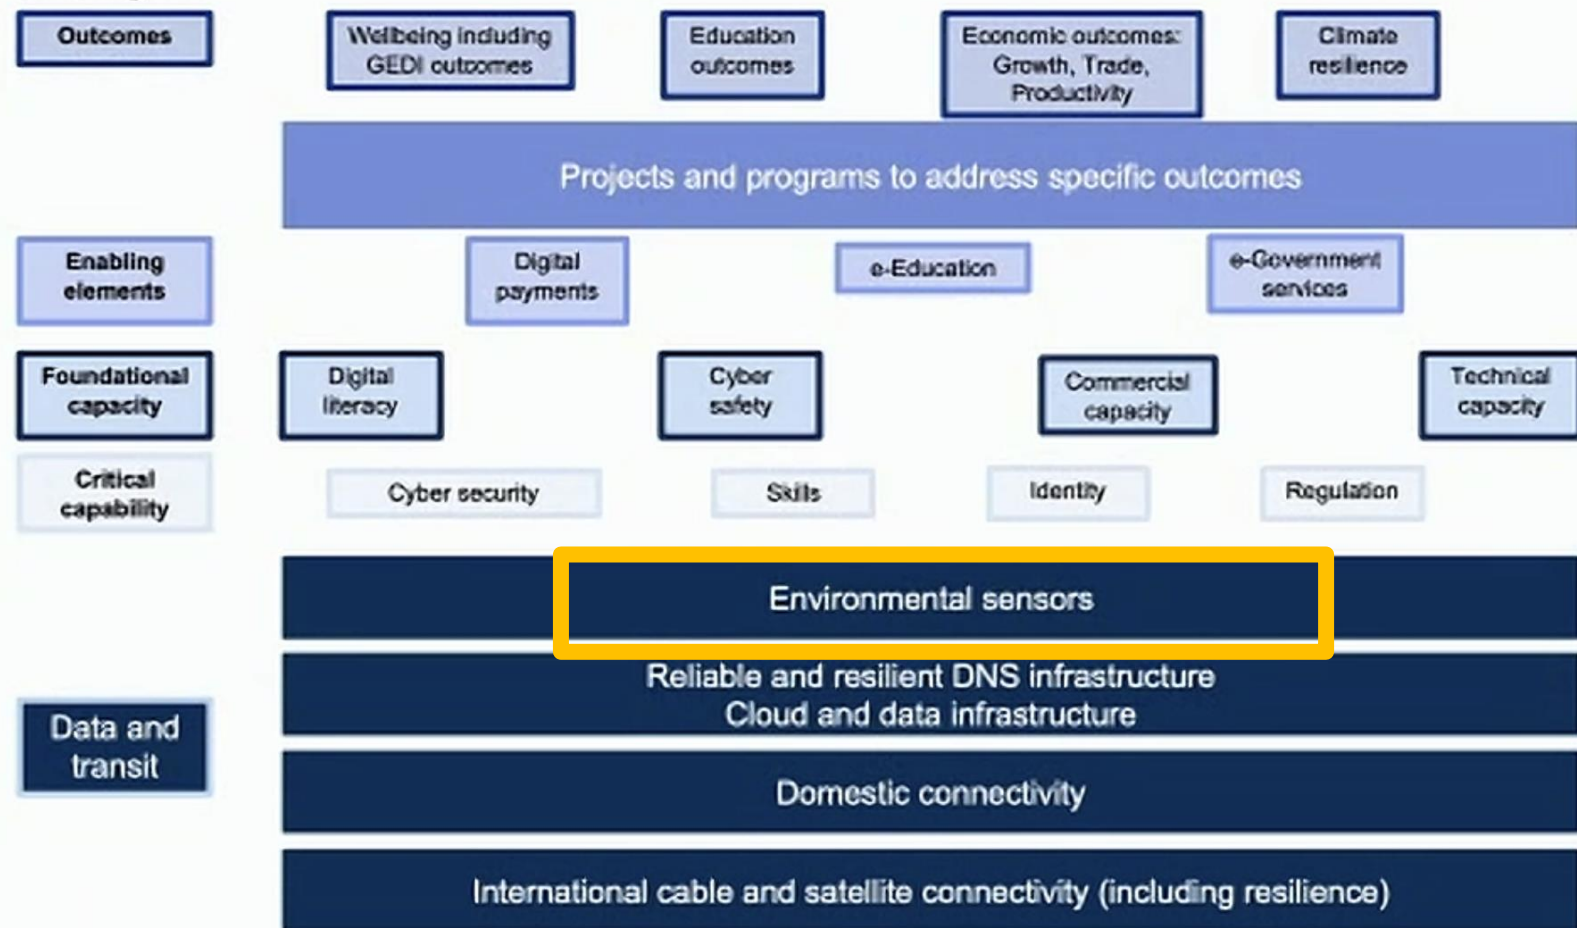 Outcomes
Wellbeing including
GEDI outcomes
Education
outcomes
Economic outcomes:
Growth, Trade,
Productivity
Climate
resilience
Projects and programs to address specific outcomes
Enabling
elements
Digital
payments
e-Education
e-Government
services
Foundational
capacity
Digital
literacy
Cyber
safety
Commercial
capacity
Technical
capacity
Critical
capability
Cyber security
Skills
Identity
Regulation
Environmental sensors
Reliable and resilient DNS infrastructure
Cloud and data infrastructure
Data and
transit
Domestic connectivity
International cable and satellite connectivity (including resilience)